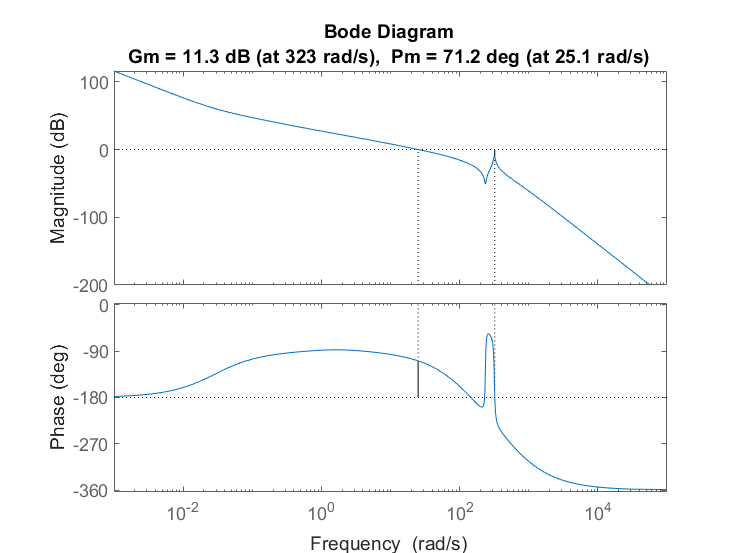 Bode Diagram
Gm = 11.3 dB (at 323 rad/s),  Pm = 71.2 deg (at 25.1 rad/s)
100
0
-100
-200
Magnitude (dB)
0
-90
-180
-270
-360
Phase (deg)
10^-2
10^0
10^2
10^4
Frequency  (rad/s)